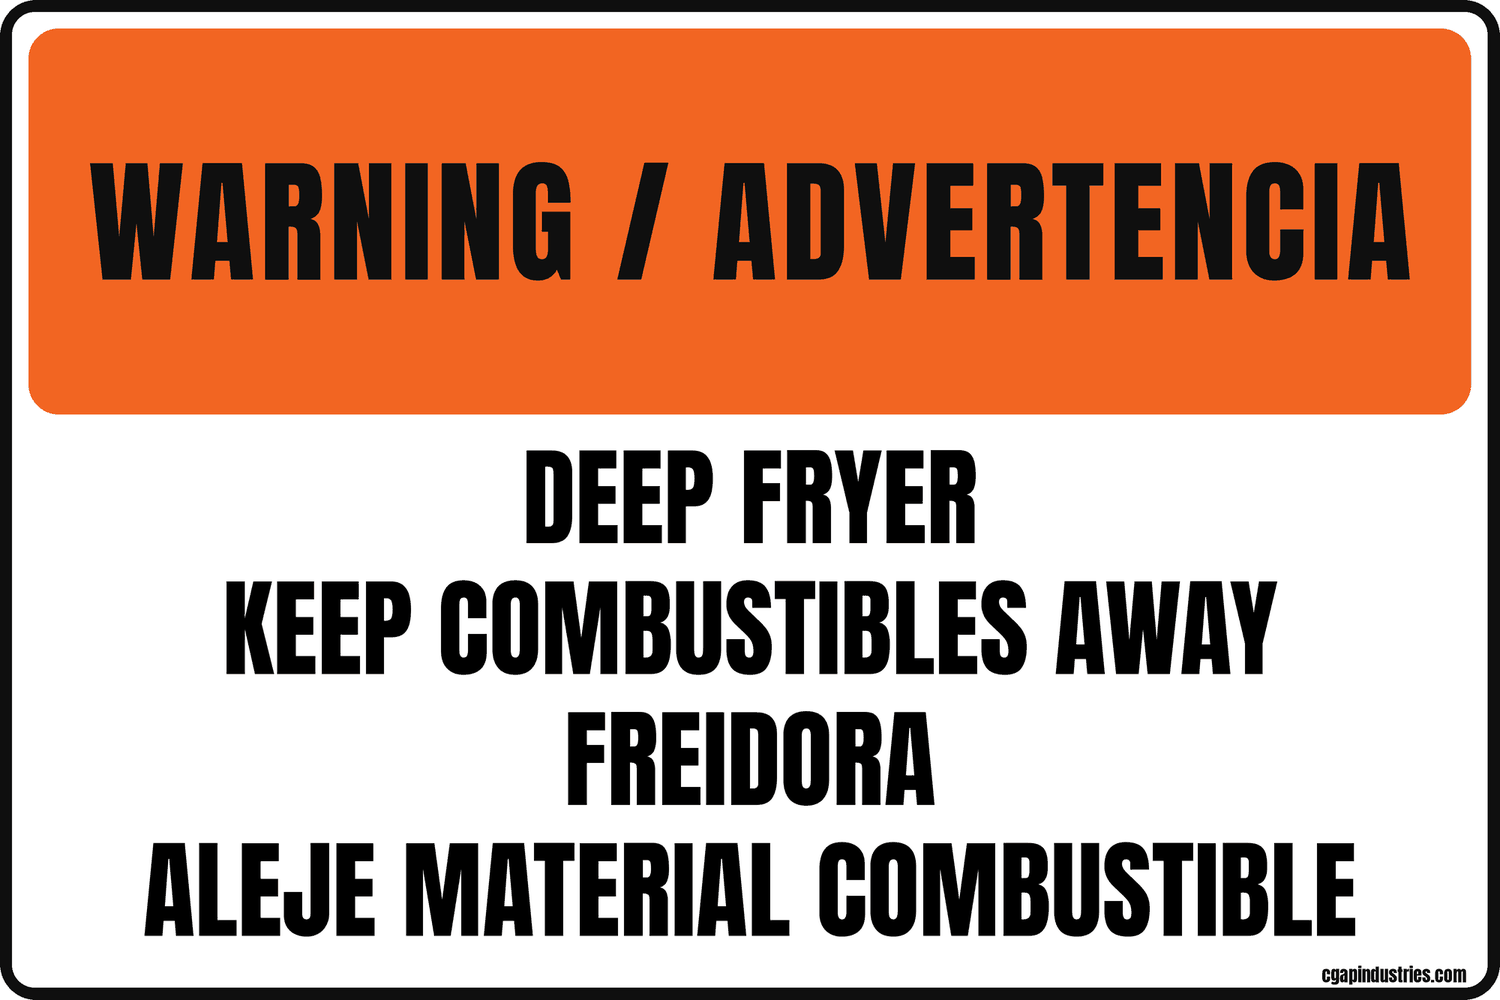 WARNING / ADVERTENCIA
DEEP FRYER
KEEP COMBUSTIBLES AWAY
FREIDORA
ALEJE MATERIAL COMBUSTIBLE
cgapindustries.com